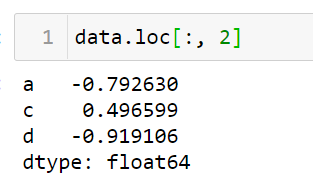 1 data.loc[:, 2]
a   -0.792630
c    0.496599
d   -0.919106
dtype: float64